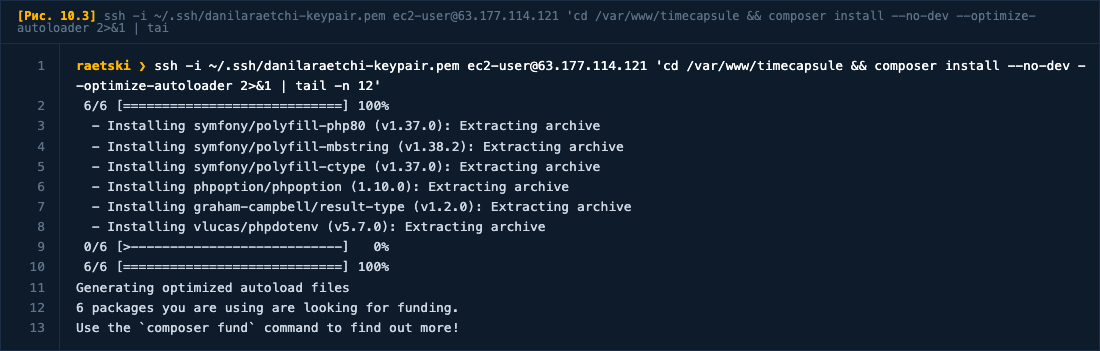 [Рис. 10.3] ssh -i ~/.ssh/danilaraetchi-keypair.pem ec2-user@63.177.114.121 'cd /var/www/timecapsule && composer install --no-dev --optimize-
autoloader 2>&1 | tai
1 raetski ❯ ssh -i ~/.ssh/danilaraetchi-keypair.pem ec2-user@63.177.114.121 'cd /var/www/timecapsule && composer install --no-dev -
-optimize-autoloader 2>&1 | tail -n 12'
2 6/6 [============================] 100%
3 - Installing symfony/polyfill-php80 (v1.37.0): Extracting archive
4 - Installing symfony/polyfill-mbstring (v1.38.2): Extracting archive
5 - Installing symfony/polyfill-ctype (v1.37.0): Extracting archive
6 - Installing phpoption/phpoption (1.10.0): Extracting archive
7 - Installing graham-campbell/result-type (v1.2.0): Extracting archive
8 - Installing vlucas/phpdotenv (v5.7.0): Extracting archive
9 0/6 [>---------------------------] 0%
10 6/6 [============================] 100%
11 Generating optimized autoload files
12 6 packages you are using are looking for funding.
13 Use the `composer fund` command to find out more!